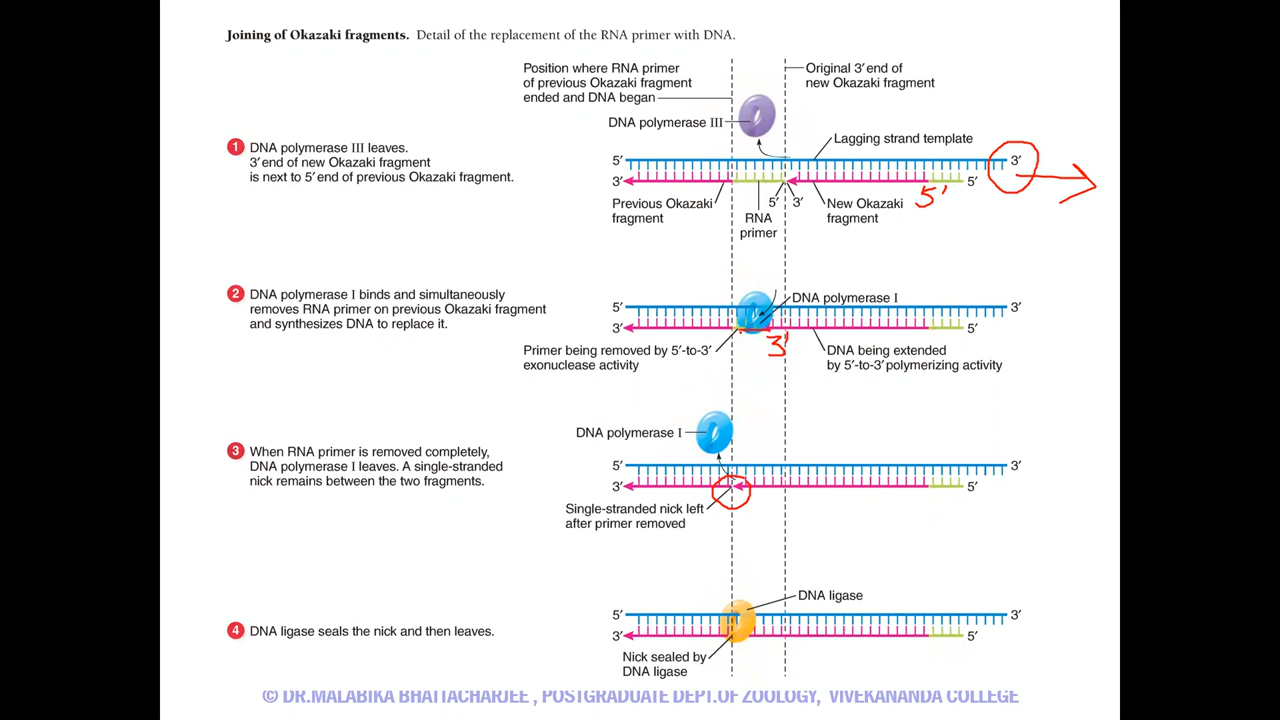 Joining of Okazaki fragments. Detail of the replacement of the RNA primer with DNA.
Position where RNA primer
of previous Okazaki fragment
ended and DNA began
Original 3′ end of
new Okazaki fragment
DNA polymerase III
1 DNA polymerase III leaves.
3′ end of new Okazaki fragment
is next to 5′ end of previous Okazaki fragment.
Lagging strand template
5′
3′
3′
5′
Previous Okazaki
fragment
5′
3′
RNA
primer
New Okazaki
fragment
5'
2 DNA polymerase I binds and simultaneously
removes RNA primer on previous Okazaki fragment
and synthesizes DNA to replace it.
DNA polymerase I
5′
3′
3′
5′
3'
Primer being removed by 5′-to-3′
exonuclease activity
DNA being extended
by 5′-to-3′ polymerizing activity
DNA polymerase I
3 When RNA primer is removed completely,
DNA polymerase I leaves. A single-stranded
nick remains between the two fragments.
5′
3′
3′
5′
Single-stranded nick left
after primer removed
DNA ligase
5′
3′
4 DNA ligase seals the nick and then leaves.
3′
5′
Nick sealed by
DNA ligase
© DR.MALABIKA BHATTACHARJEE , POSTGRADUATE DEPT.OF ZOOLOGY, VIVEKANANDA COLLEGE